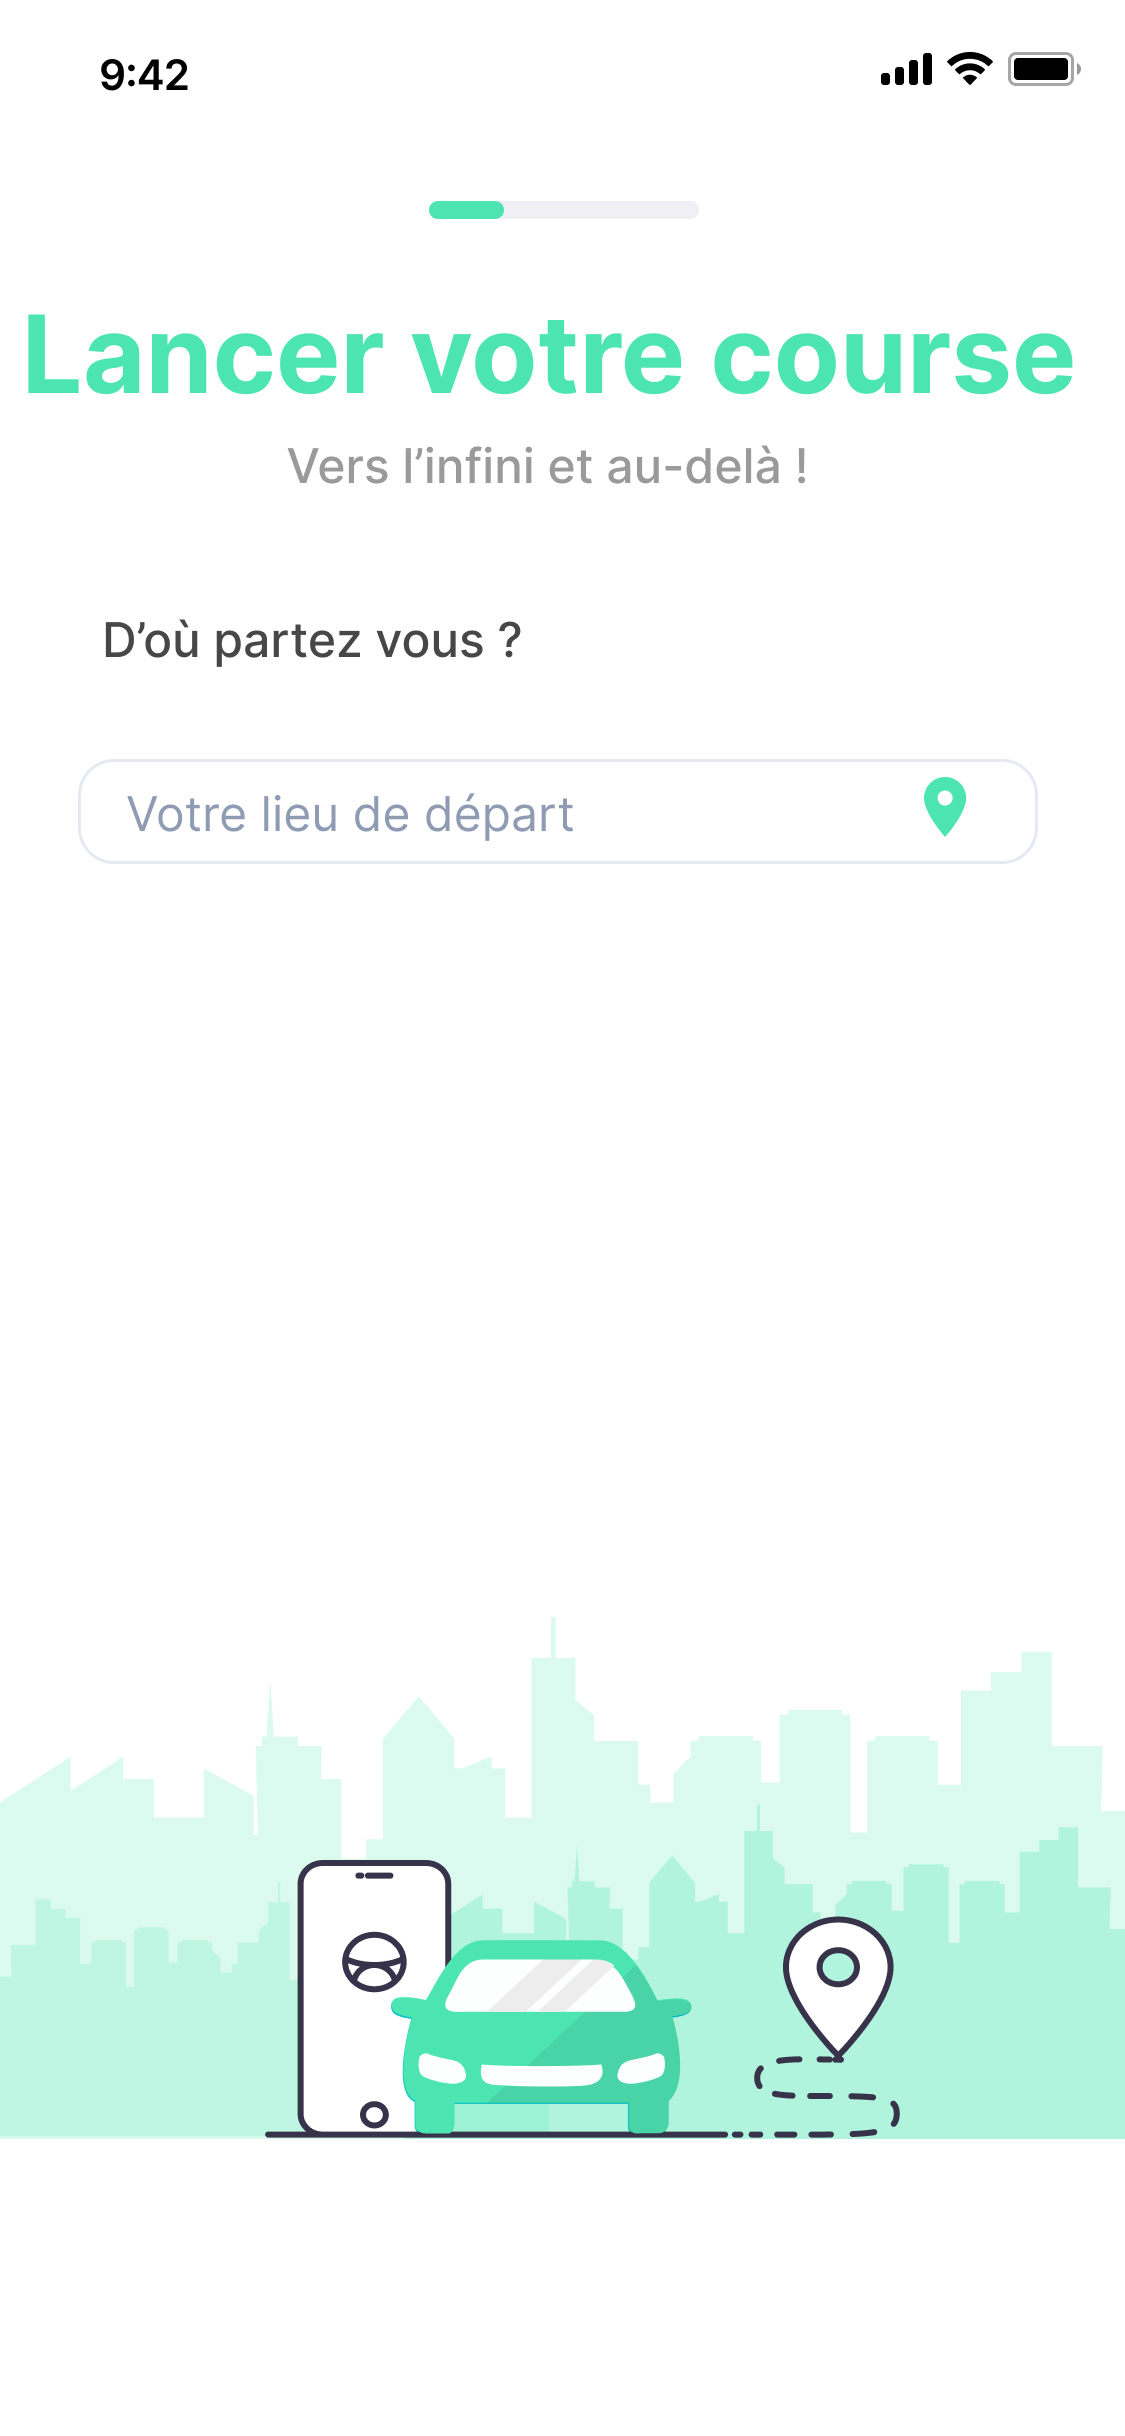 9:42
Lancer votre course
Vers l’infini et au-delà !
D’où partez vous ?
Votre lieu de départ